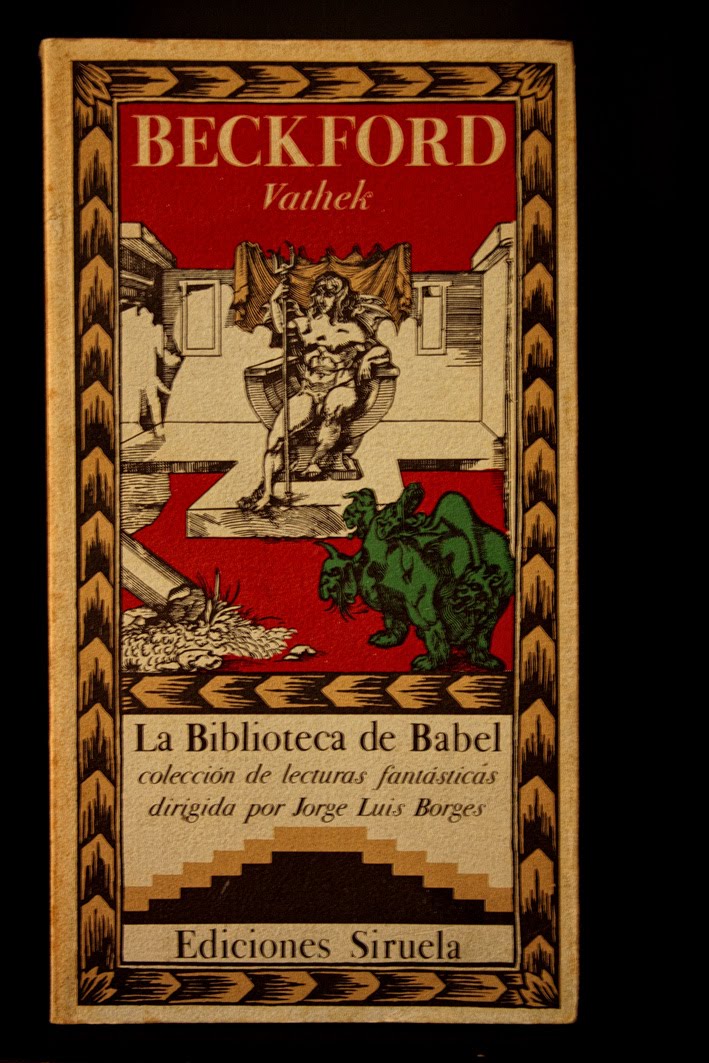 BECKFORD
Vathek
La Biblioteca de Babel
colección de lecturas fantásticas
dirigida por Jorge Luis Borges
Ediciones Siruela